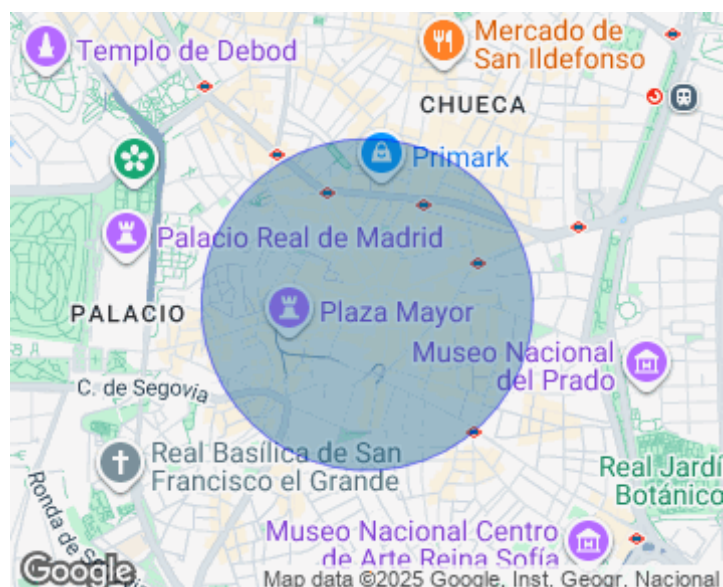 Templo de Debod
Mercado de
San Ildefonso
CHUECA
Primark
Palacio Real de Madrid
PALACIO
Plaza Mayor
Museo Nacional
del Prado
C. de Segovia
Real Basílica de San
Francisco el Grande
Real Jardí
Botánico
Ronda de Se
Museo Nacional Centro
de Arte Reina Sofía
Google
Map data ©2025 Google, Inst. Geogr. Nacional